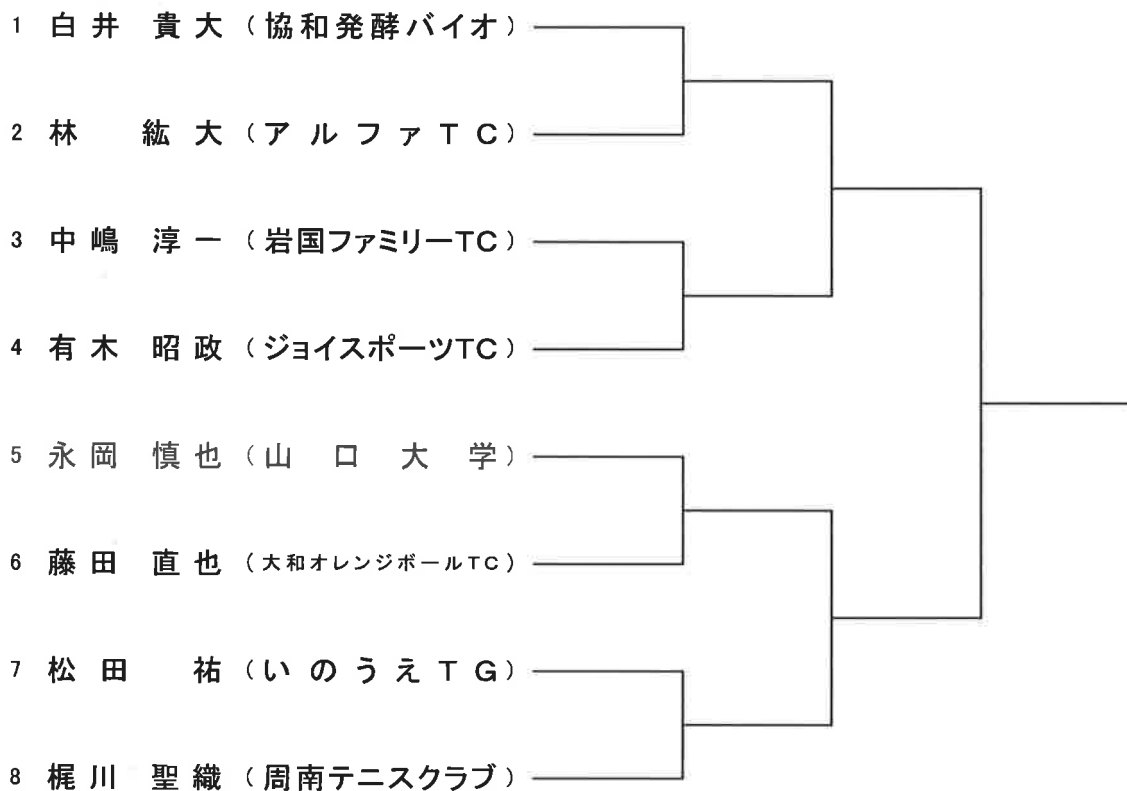 1 白井 貴大 (協和発酵バイオ)
2 林 紘大 (アルファTC)
3 中嶋 淳一 (岩国ファミリーTC)
4 有木 昭政 (ジョイスポーツTC)
5 永岡 慎也 (山口大学)
6 藤田 直也 (大和オレンジボールTC)
7 松田 祐 (いのうえTG)
8 梶川 聖織 (周南テニスクラブ)